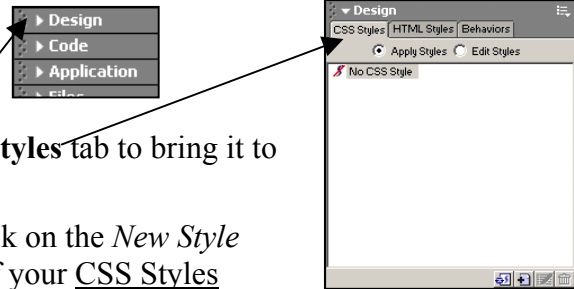 Design
Code
Application
Files
Design
CSS Styles HTML Styles Behaviors
Apply Styles Edit Styles
No CSS Style
tyles tab to bring it to
k on the New Style
f your CSS Styles